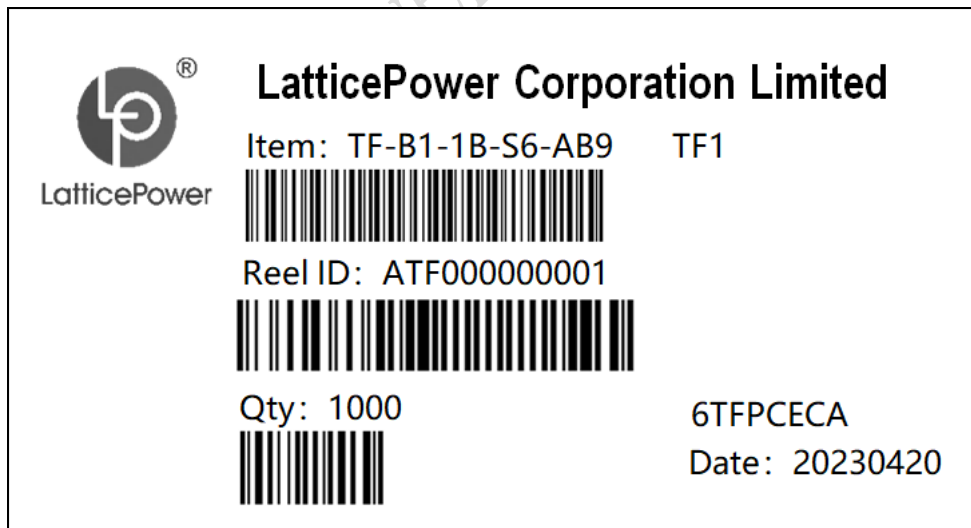 ®
LatticePower Corporation Limited
LatticePower
Item: TF-B1-1B-S6-AB9 TF1
Reel ID: ATF000000001
Qty: 1000
6TFPCECA
Date: 20230420